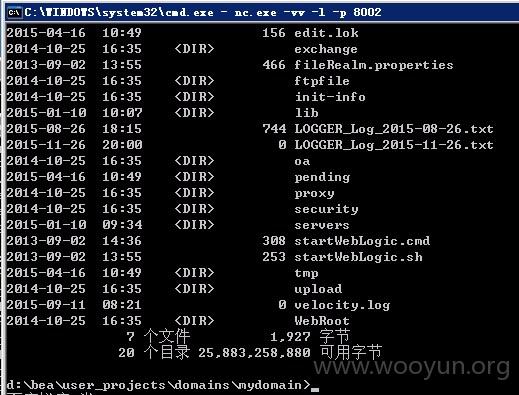 C:\WINDOWS\system32\cmd.exe - nc.exe -vv -l -p 8002
2015-04-16  10:49               156 edit.lok
2014-10-25  16:35    <DIR>          exchange
2013-09-02  13:55               466 fileRealm.properties
2014-10-25  16:35    <DIR>          ftpfile
2014-10-25  16:35    <DIR>          init-info
2015-01-10  10:07    <DIR>          lib
2015-08-26  18:15               744 LOGGER_Log_2015-08-26.txt
2015-11-26  20:00                 0 LOGGER_Log_2015-11-26.txt
2014-10-25  16:35    <DIR>          oa
2015-04-16  10:49    <DIR>          pending
2014-10-25  16:35    <DIR>          proxy
2014-10-25  16:35    <DIR>          security
2015-01-10  09:34    <DIR>          servers
2013-09-02  14:36               308 startWebLogic.cmd
2013-09-02  13:55               253 startWebLogic.sh
2015-04-16  10:49    <DIR>          tmp
2014-10-25  16:35    <DIR>          upload
2015-09-11  08:21                 0 velocity.log
2014-10-25  16:35    <DIR>          WebRoot
7 个文件          1,927 字节
20 个目录 25,883,258,880 可用字节
www.wooyun.org
d:\bea\user_projects\domains\mydomain>